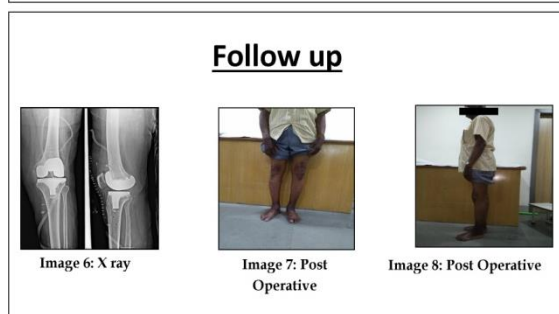 Follow up
Image 6: X ray
Image 7: Post
Operative
Image 8: Post Operative